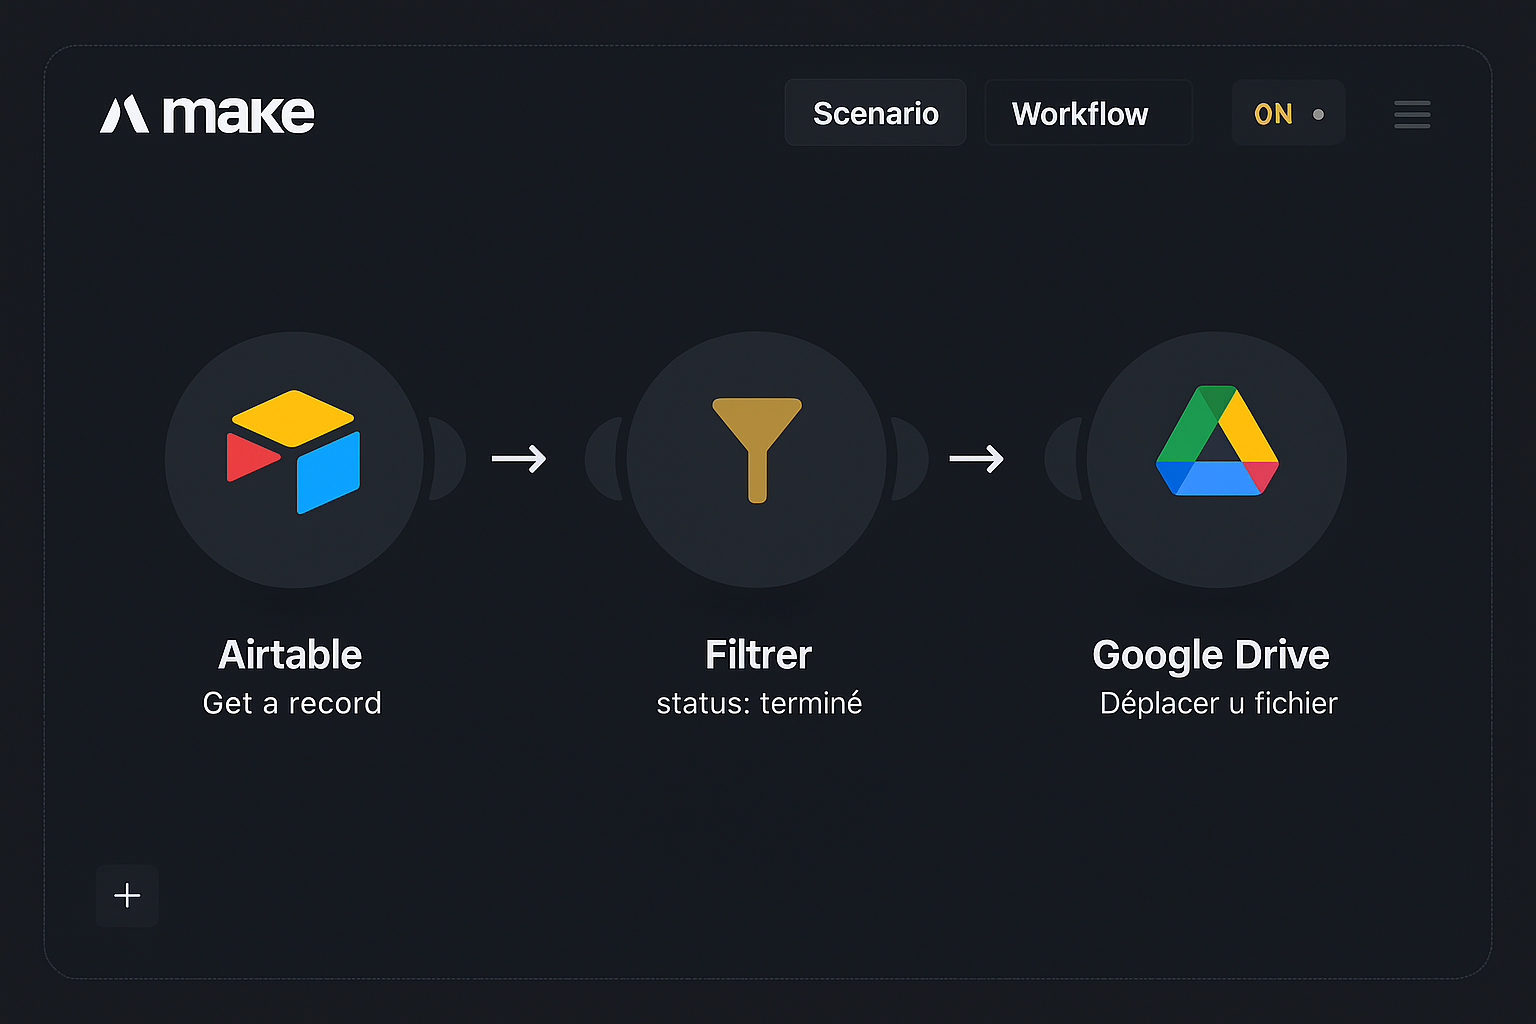 make
Scenario
Workflow
ON
Airtable
Get a record
Filtrer
status: terminé
Google Drive
Déplacer u fichier